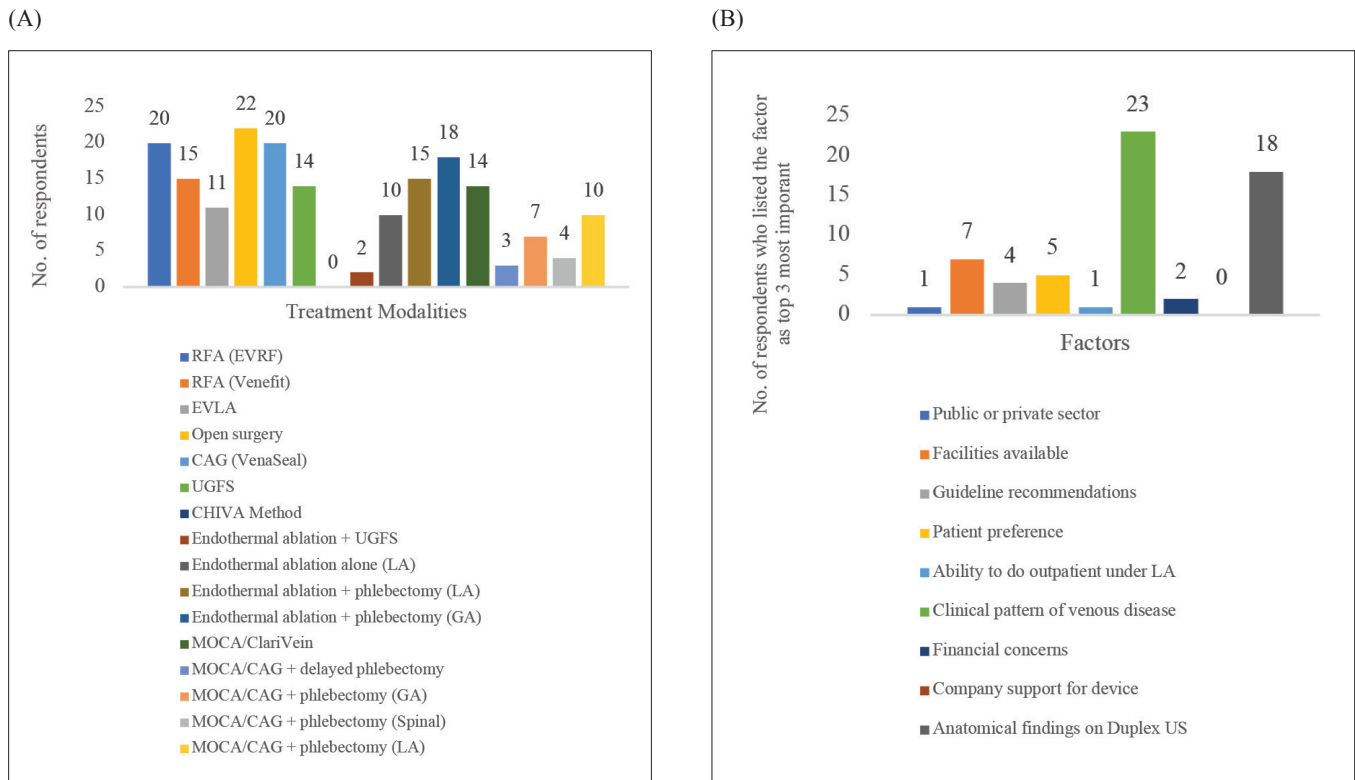 (A)
No. of respondents
25
20
15
10
5
0
20
15
11
22
20
14
0
2
10
15
18
14
3
7
4
10
Treatment Modalities
RFA (EVRF)
RFA (Venefit)
EVLA
Open surgery
CAG (VenaSeal)
UGFS
CHIVA Method
Endothermal ablation + UGFS
Endothermal ablation alone (LA)
Endothermal ablation + phlebectomy (LA)
Endothermal ablation + phlebectomy (GA)
MOCA/ClariVein
MOCA/CAG + delayed phlebectomy
MOCA/CAG + phlebectomy (GA)
MOCA/CAG + phlebectomy (Spinal)
MOCA/CAG + phlebectomy (LA)
(B)
No. of respondents who listed the factor
as top 3 most imporant
25
20
15
10
5
0
1
7
4
5
1
23
2
0
18
Factors
Public or private sector
Facilities available
Guideline recommendations
Patient preference
Ability to do outpatient under LA
Clinical pattern of venous disease
Financial concerns
Company support for device
Anatomical findings on Duplex US